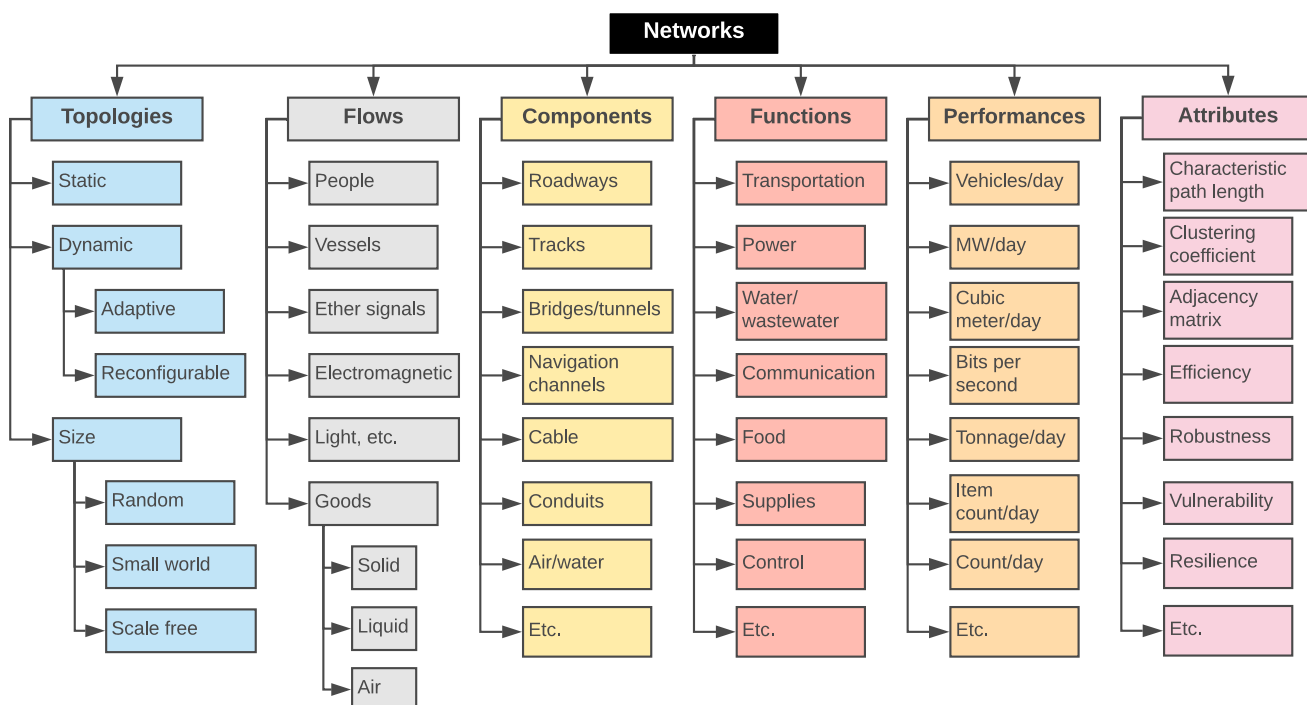 Networks
Topologies
Static
Dynamic
Adaptive
Reconfigurable
Size
Random
Small world
Scale free
Flows
People
Vessels
Ether signals
Electromagnetic
Light, etc.
Goods
Solid
Liquid
Air
Components
Roadways
Tracks
Bridges/tunnels
Navigation
channels
Cable
Conduits
Air/water
Etc.
Functions
Transportation
Power
Water/
wastewater
Communication
Food
Supplies
Control
Etc.
Performances
Vehicles/day
MW/day
Cubic
meter/day
Bits per
second
Tonnage/day
Item
count/day
Count/day
Etc.
Attributes
Characteristic
path length
Clustering
coefficient
Adjacency
matrix
Efficiency
Robustness
Vulnerability
Resilience
Etc.